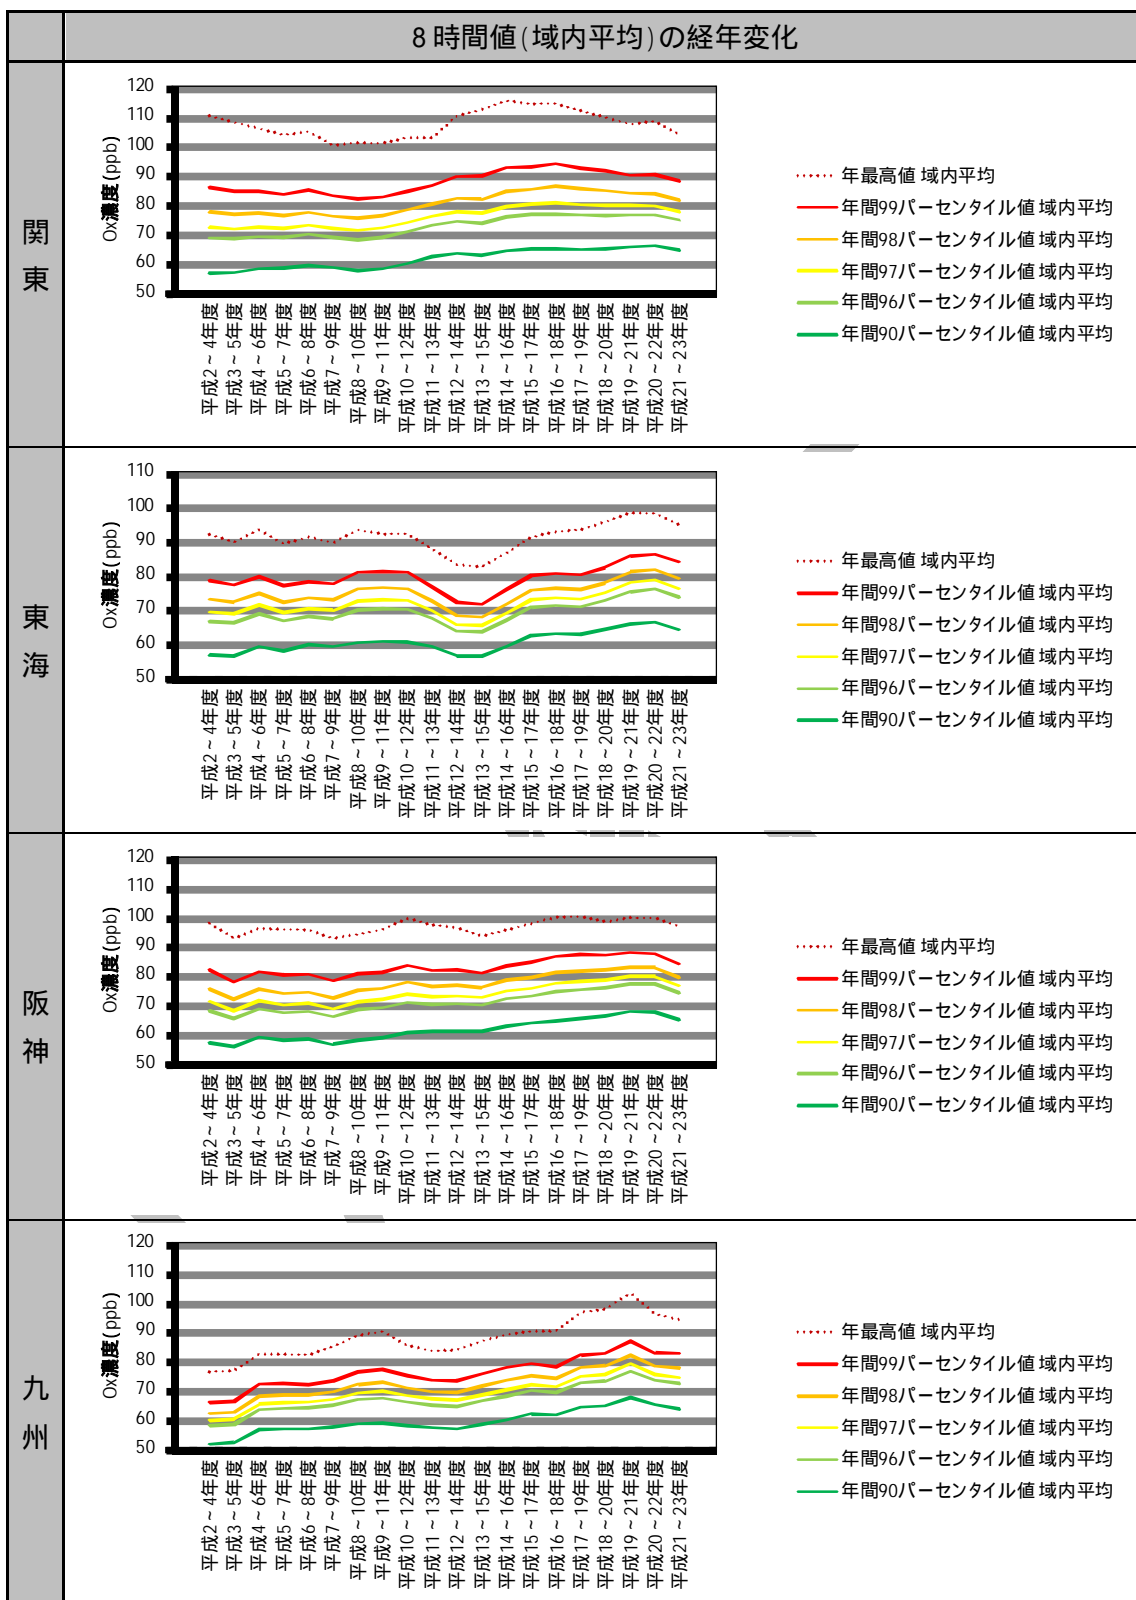 8時間値(域内平均)の経年変化
関東
Ox濃度(ppb)
120
110
100
90
80
70
60
50
平成2～4年度
平成3～5年度
平成4～6年度
平成5～7年度
平成6～8年度
平成7～9年度
平成8～10年度
平成9～11年度
平成10～12年度
平成11～13年度
平成12～14年度
平成13～15年度
平成14～16年度
平成15～17年度
平成16～18年度
平成17～19年度
平成18～20年度
平成19～21年度
平成20～22年度
平成21～23年度
年最高値 域内平均
年間99パーセンタイル値 域内平均
年間98パーセンタイル値 域内平均
年間97パーセンタイル値 域内平均
年間96パーセンタイル値 域内平均
年間90パーセンタイル値 域内平均
東海
Ox濃度(ppb)
110
100
90
80
70
60
50
平成2～4年度
平成3～5年度
平成4～6年度
平成5～7年度
平成6～8年度
平成7～9年度
平成8～10年度
平成9～11年度
平成10～12年度
平成11～13年度
平成12～14年度
平成13～15年度
平成14～16年度
平成15～17年度
平成16～18年度
平成17～19年度
平成18～20年度
平成19～21年度
平成20～22年度
平成21～23年度
年最高値 域内平均
年間99パーセンタイル値 域内平均
年間98パーセンタイル値 域内平均
年間97パーセンタイル値 域内平均
年間96パーセンタイル値 域内平均
年間90パーセンタイル値 域内平均
阪神
Ox濃度(ppb)
120
110
100
90
80
70
60
50
平成2～4年度
平成3～5年度
平成4～6年度
平成5～7年度
平成6～8年度
平成7～9年度
平成8～10年度
平成9～11年度
平成10～12年度
平成11～13年度
平成12～14年度
平成13～15年度
平成14～16年度
平成15～17年度
平成16～18年度
平成17～19年度
平成18～20年度
平成19～21年度
平成20～22年度
平成21～23年度
年最高値 域内平均
年間99パーセンタイル値 域内平均
年間98パーセンタイル値 域内平均
年間97パーセンタイル値 域内平均
年間96パーセンタイル値 域内平均
年間90パーセンタイル値 域内平均
九州
Ox濃度(ppb)
120
110
100
90
80
70
60
50
平成2～4年度
平成3～5年度
平成4～6年度
平成5～7年度
平成6～8年度
平成7～9年度
平成8～10年度
平成9～11年度
平成10～12年度
平成11～13年度
平成12～14年度
平成13～15年度
平成14～16年度
平成15～17年度
平成16～18年度
平成17～19年度
平成18～20年度
平成19～21年度
平成20～22年度
平成21～23年度
年最高値 域内平均
年間99パーセンタイル値 域内平均
年間98パーセンタイル値 域内平均
年間97パーセンタイル値 域内平均
年間96パーセンタイル値 域内平均
年間90パーセンタイル値 域内平均